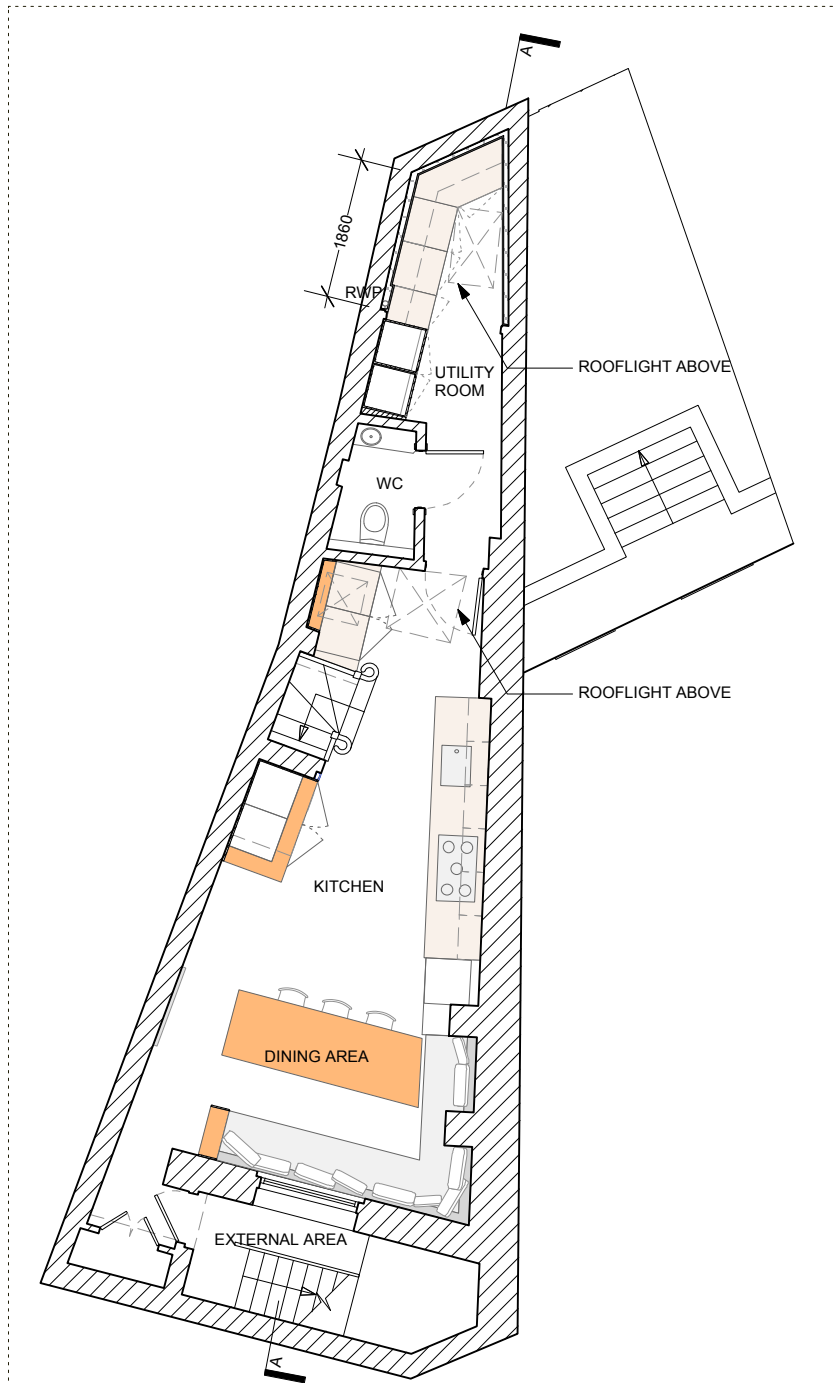 A
1860
RWP
ROOFLIGHT ABOVE
UTILITY
ROOM
WC
ROOFLIGHT ABOVE
KITCHEN
DINING AREA
EXTERNAL AREA
A